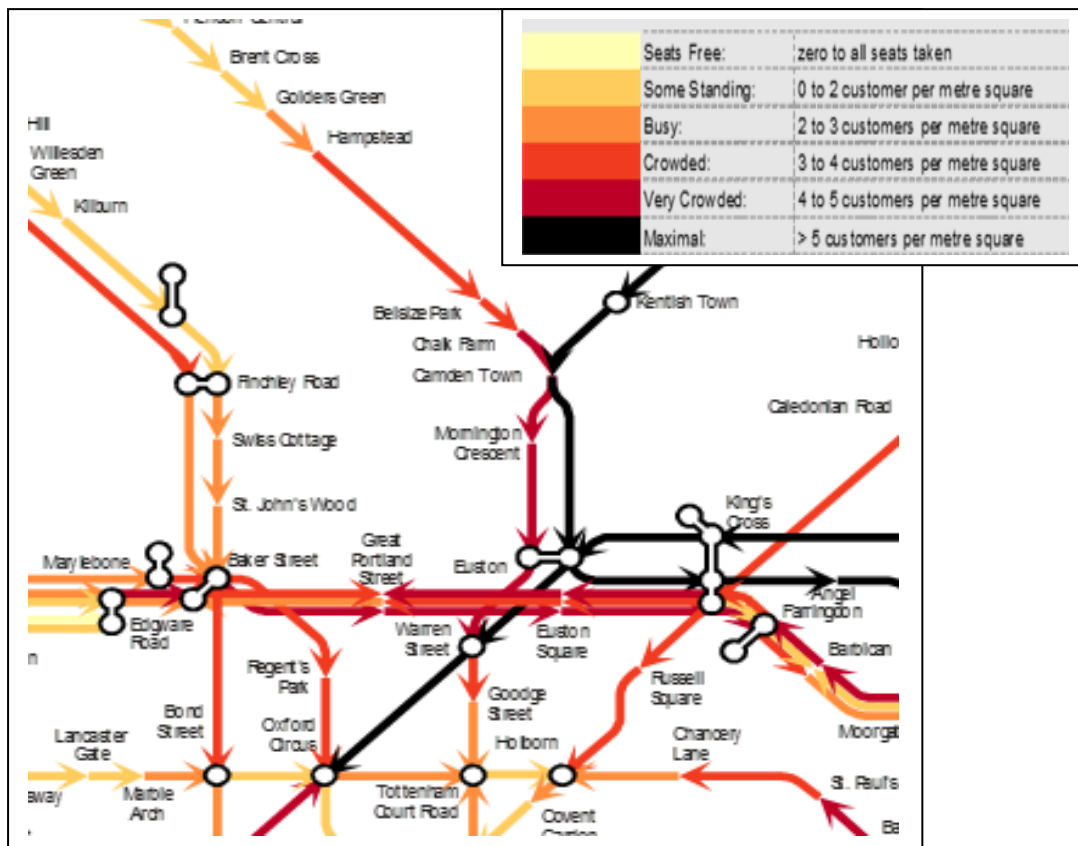 Seats Free: zero to all seats taken
Some Standing: 0 to 2 customer per metre square
Busy: 2 to 3 customers per metre square
Crowded: 3 to 4 customers per metre square
Very Crowded: 4 to 5 customers per metre square
Maximal: > 5 customers per metre square
Central
Brent Cross
Golders Green
Hampstead
Hill
Willesden
Green
Kilburn
Belsize Park
Kentish Town
Chalk Farm
Hollo
Camden Town
Finchley Road
Caledonian Road
Swiss Cottage
Mornington
Crescent
St. John's Wood
King's
Cross
Marylebone
Baker Street
Great
Portland
Street
Euston
Angel
Farringdon
Edgware
Road
Warren
Street
Euston
Square
Barbican
n
Regent's
Park
Russell
Square
Goodge
Street
Bond
Street
Oxford
Circus
Holborn
Chancery
Lane
Moorgat
Lancaster
Gate
sway
Marble
Arch
Tottenham
Court Road
St. Paul's
Covent
Ba